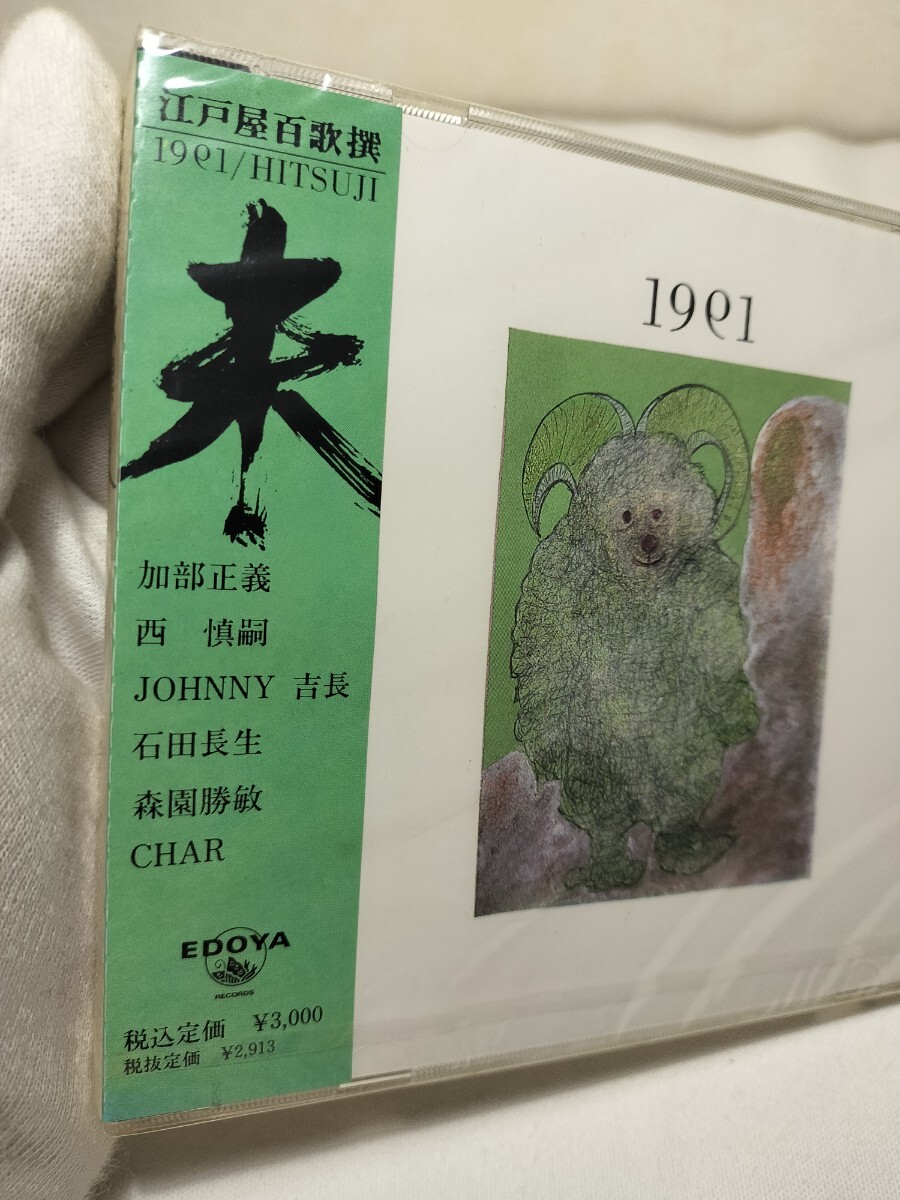 江戸屋百歌撰
1991/HITSUJI
未
加部正義
西 慎嗣
JOHNNY 吉長
石田長生
森園勝敏
CHAR
EDOYA
RECORDS
税込定価 ¥3,000
税抜定価 ¥2,913
1991